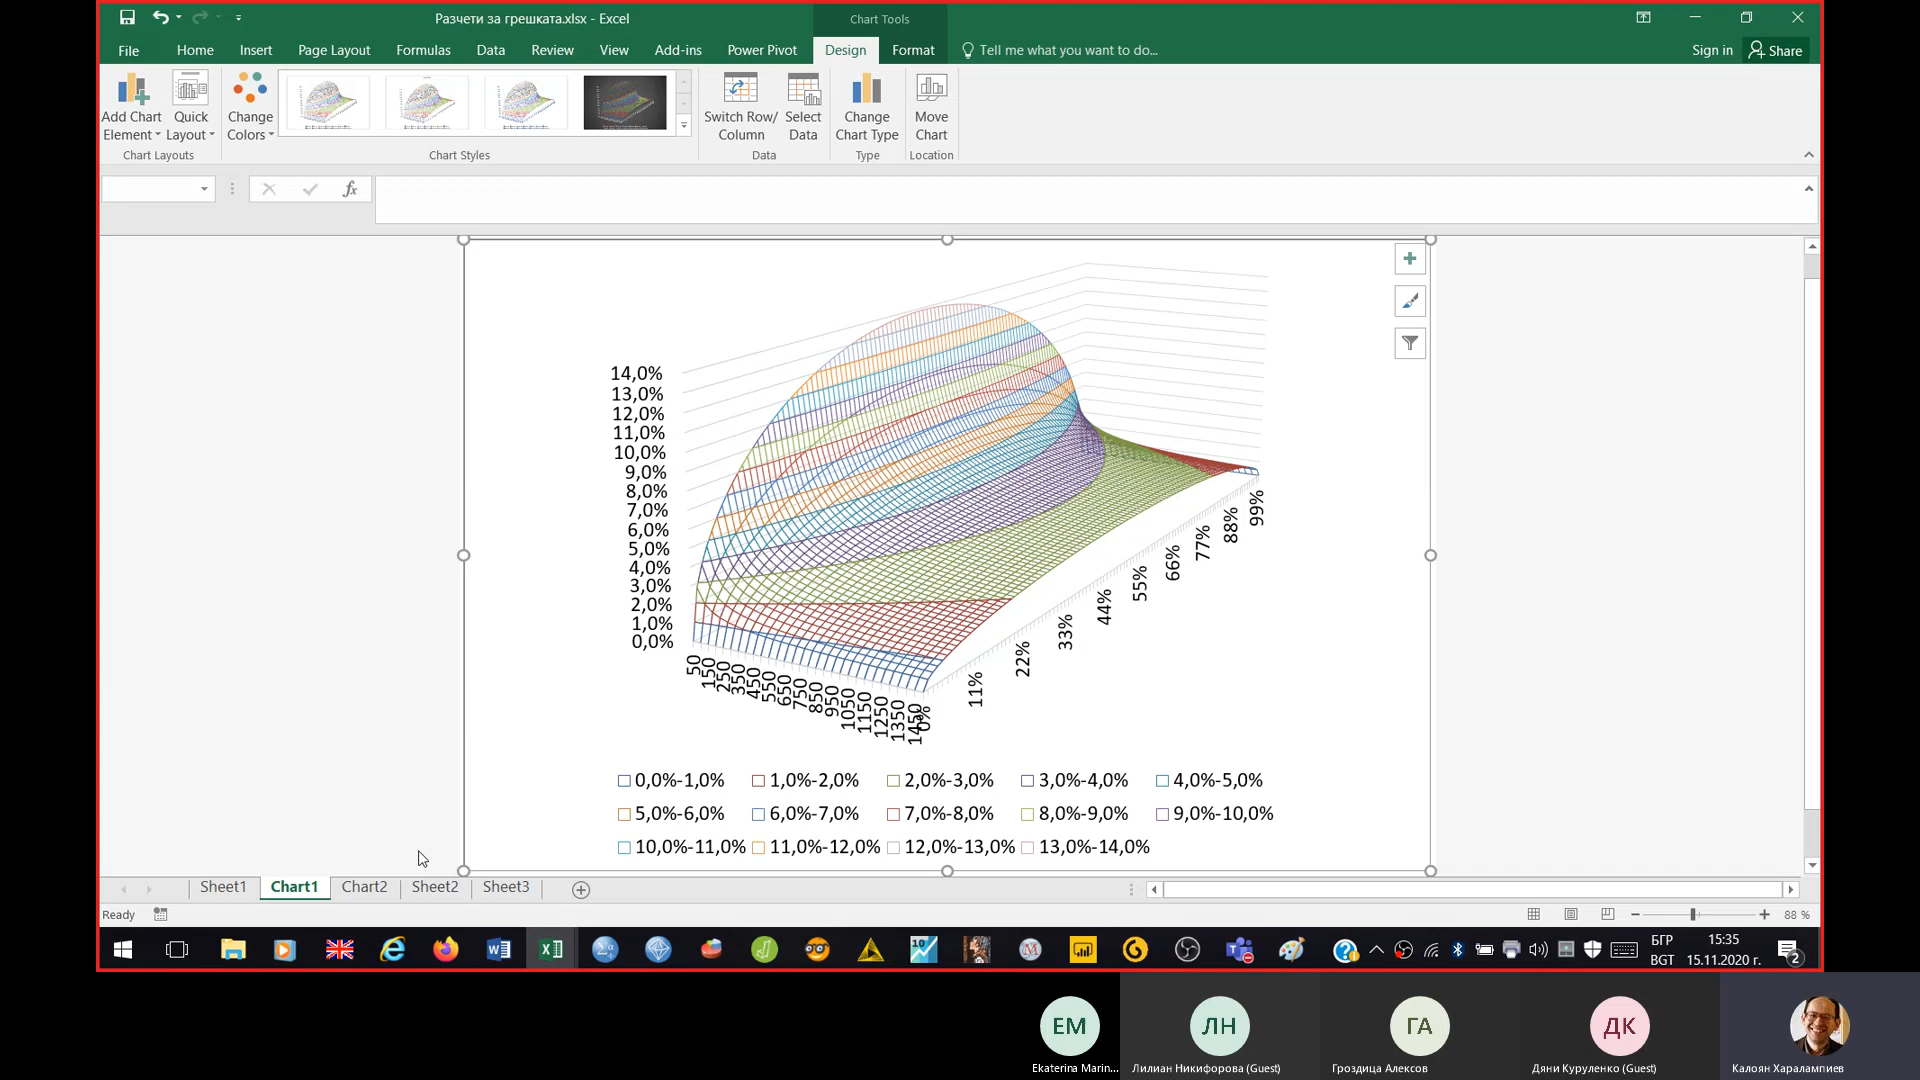 Разчети за грешката.xlsx - Excel
Chart Tools
File
Home
Insert
Page Layout
Formulas
Data
Review
View
Add-ins
Power Pivot
Design
Format
Tell me what you want to do...
Sign in
Share
Add Chart
Element
Quick
Layout
Change
Colors
Switch Row/
Column
Select
Data
Change
Chart Type
Move
Chart
Chart Layouts
Chart Styles
Data
Type
Location
fx
14,0%
13,0%
12,0%
11,0%
10,0%
9,0%
8,0%
7,0%
6,0%
5,0%
4,0%
3,0%
2,0%
1,0%
0,0%
50
150
250
350
450
550
650
750
850
950
1050
1150
1250
1350
1450
0%
11%
22%
33%
44%
55%
66%
77%
88%
99%
0,0%-1,0%
1,0%-2,0%
2,0%-3,0%
3,0%-4,0%
4,0%-5,0%
5,0%-6,0%
6,0%-7,0%
7,0%-8,0%
8,0%-9,0%
9,0%-10,0%
10,0%-11,0%
11,0%-12,0%
12,0%-13,0%
13,0%-14,0%
Sheet1
Chart1
Chart2
Sheet2
Sheet3
Ready
88 %
БГР
BGT
15:35
15.11.2020 г.
2
ЕМ
ЛН
ГА
ДК
Ekaterina Marin...
Лилиан Никифорова (Guest)
Гроздица Алексов
Дяни Куруленко (Guest)
Калоян Харалампиев